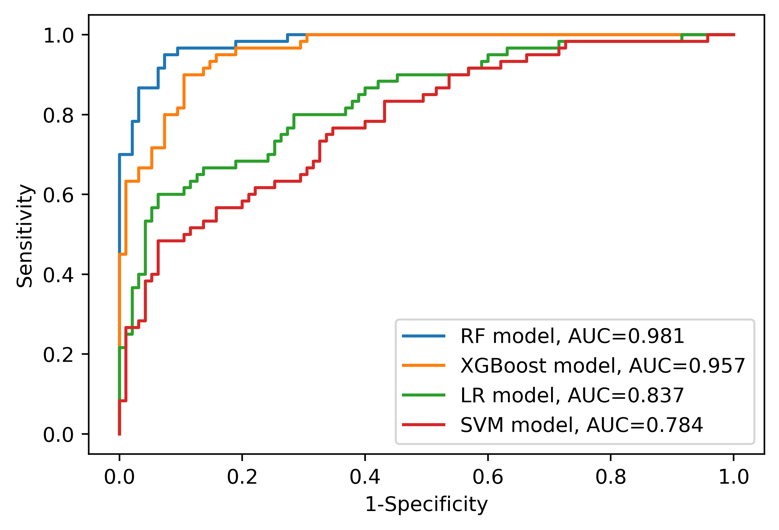 1.0
0.8
0.6
0.4
0.2
0.0
Sensitivity
RF model, AUC=0.981
XGBoost model, AUC=0.957
LR model, AUC=0.837
SVM model, AUC=0.784
0.0 0.2 0.4 0.6 0.8 1.0
1-Specificity